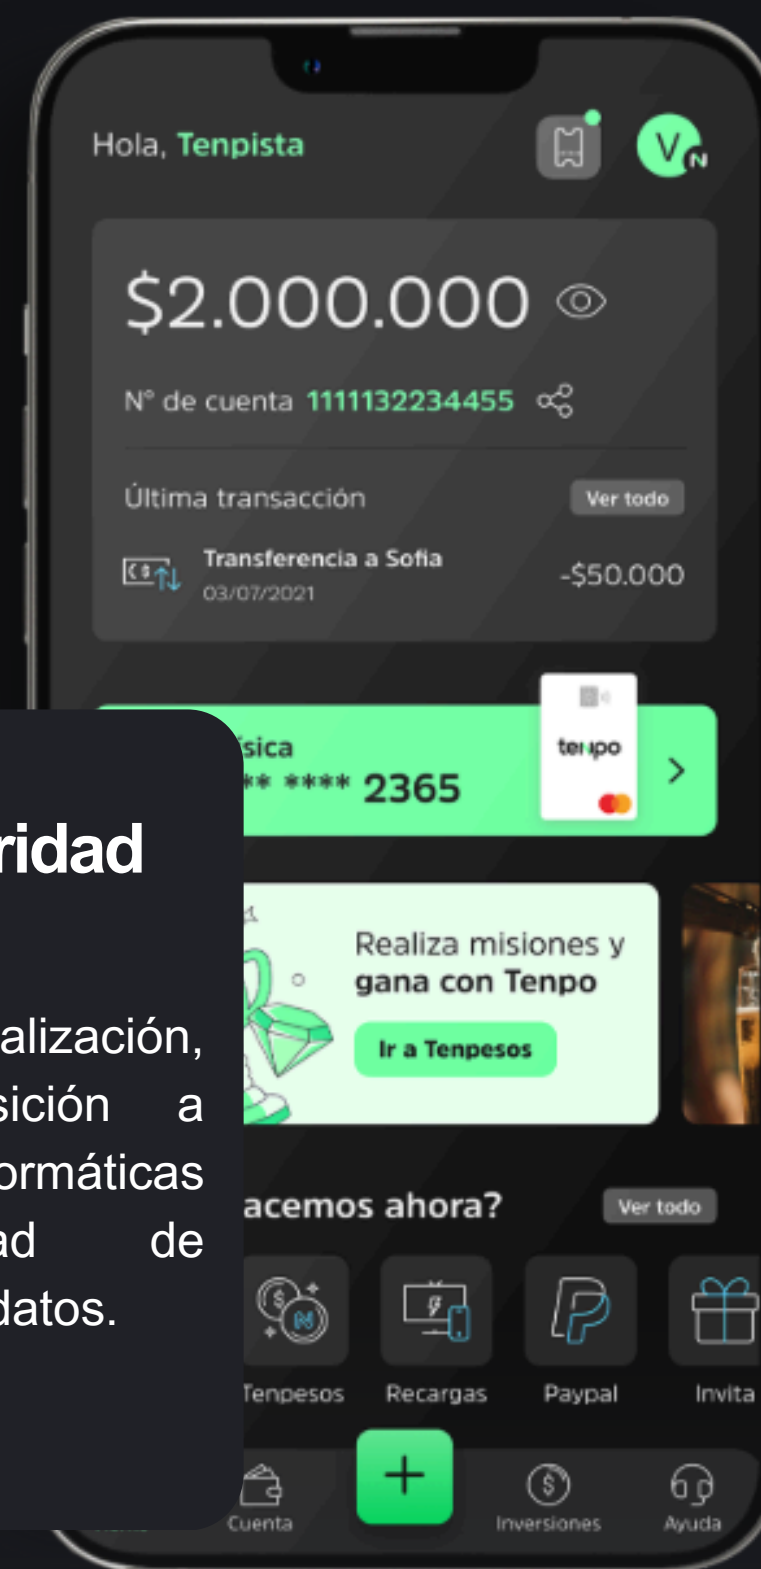 Hola, Tenpista
V
N
$2.000.000
N° de cuenta 1111132234455
Última transacción
Ver todo
Transferencia a Sofia
03/07/2021
-$50.000
sica
** **** 2365
tenpo
ridad
alización,
sición a
ormáticas
ad de
datos.
Realiza misiones y
gana con Tenpo
Ir a Tenpesos
acemos ahora?
Ver todo
Tenpesos
Recargas
Paypal
Invita
Cuenta
Inversiones
Ayuda